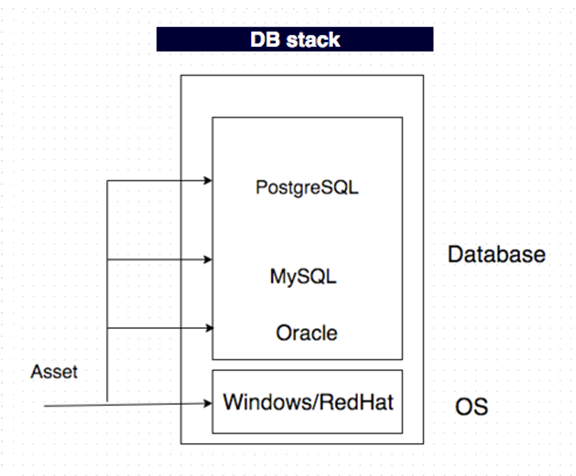 DB stack
PostgreSQL
Database
MySQL
Oracle
Asset
Windows/RedHat
OS